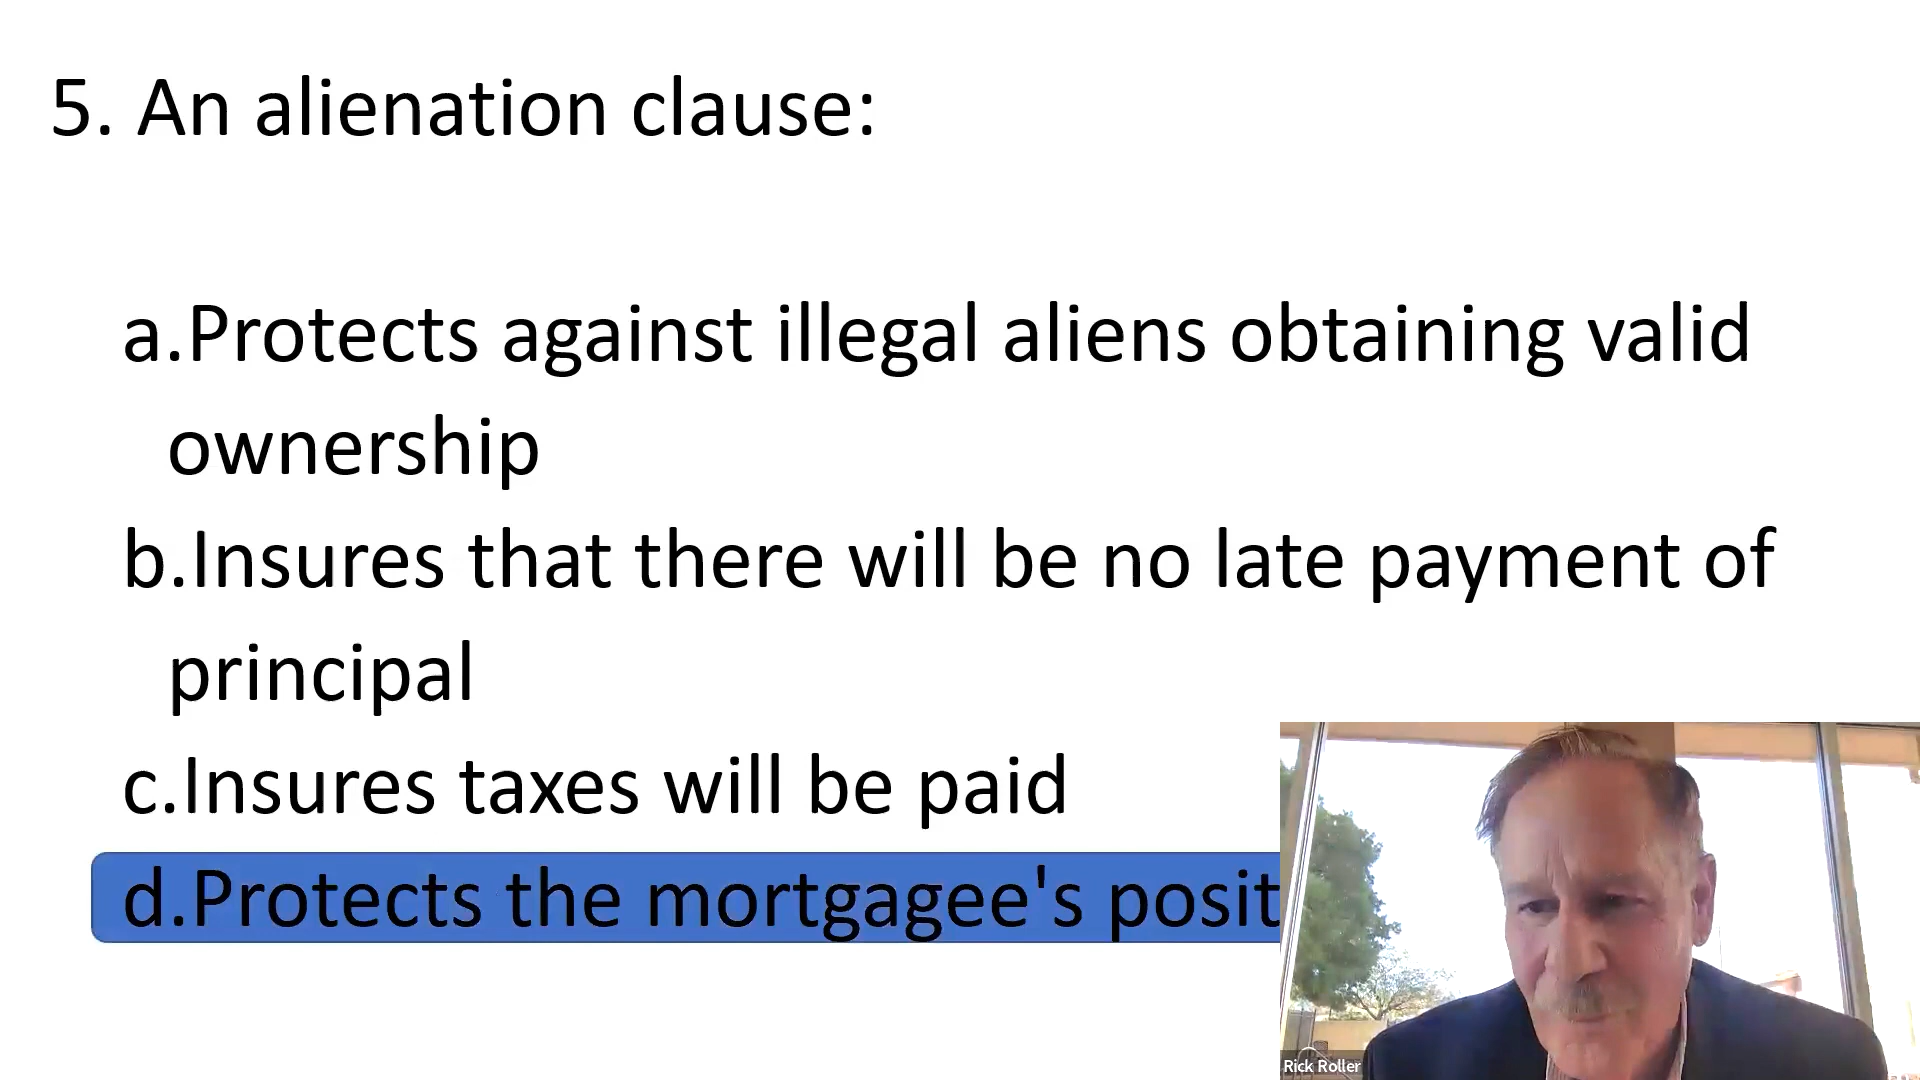 5. An alienation clause:
a.Protects against illegal aliens obtaining valid
ownership
b.Insures that there will be no late payment of
principal
c.Insures taxes will be paid
d.Protects the mortgagee's posit
Rick Roller